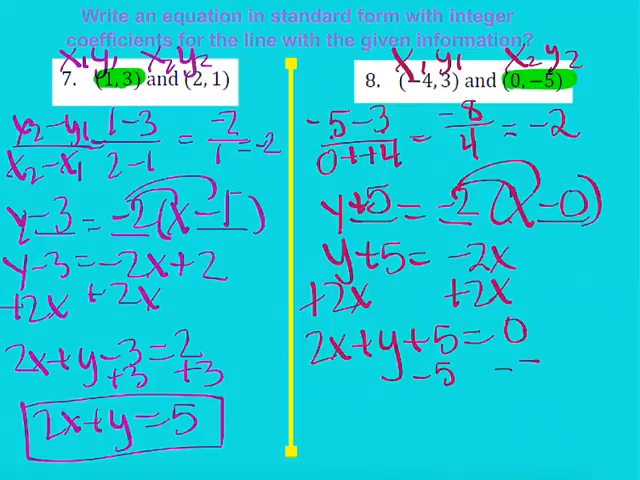 Write an equation in standard form with integer
coefficients for the line with the given information?
x₁ y₁ x₂ y₂
7. (1, 3) and (2, 1)
y₂ - y₁ / x₂ - x₁ 1-3 / 2-1 = -2 / 1 = -2
y-3 = -2(x-1)
y-3 = -2x+2
+2x +2x
2x+y-3=2
+3 +3
2x+y=5
x₁ y₁ x₂ y₂
8. (−4, 3) and (0, −5)
-5-3 / 0++4 = -8 / 4 = -2
y+5 = -2(x-0)
y+5 = -2x
+2x +2x
2x+y+5=0
-5 -